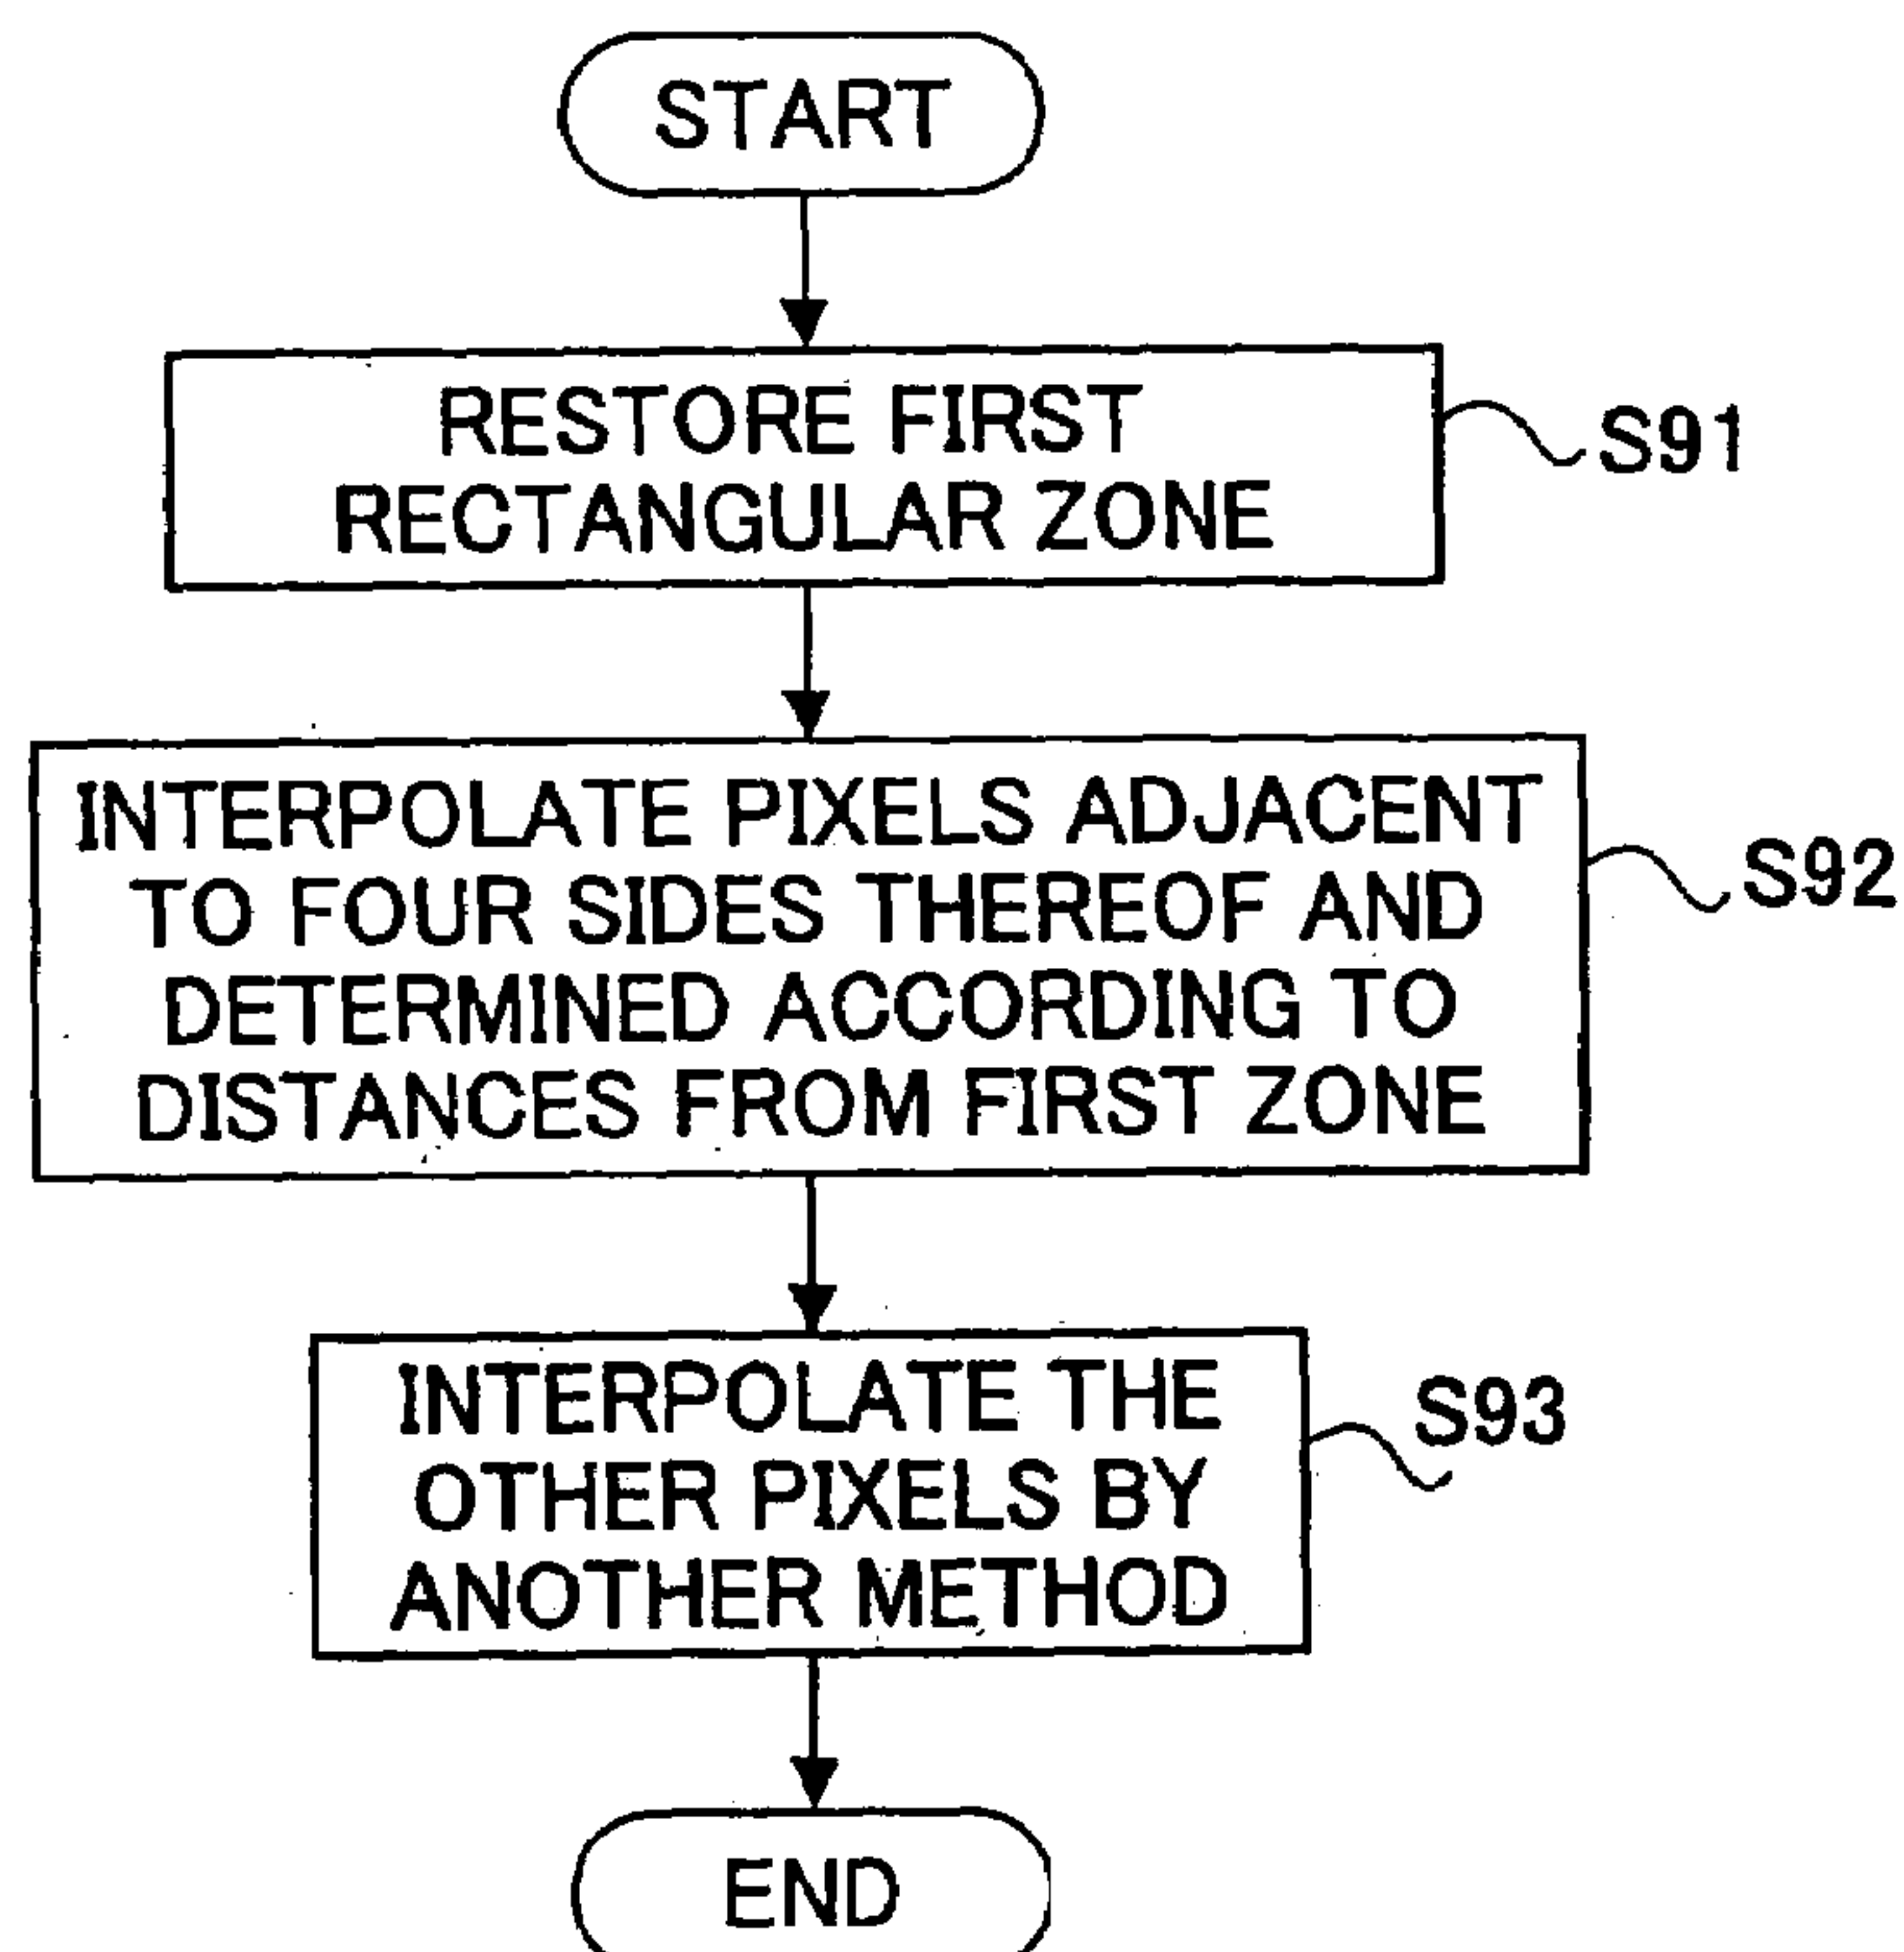 START
RESTORE FIRST
RECTANGULAR ZONE
S91
INTERPOLATE PIXELS ADJACENT
TO FOUR SIDES THEREOF AND
DETERMINED ACCORDING TO
DISTANCES FROM FIRST ZONE
S92
INTERPOLATE THE
OTHER PIXELS BY
ANOTHER METHOD
S93
END